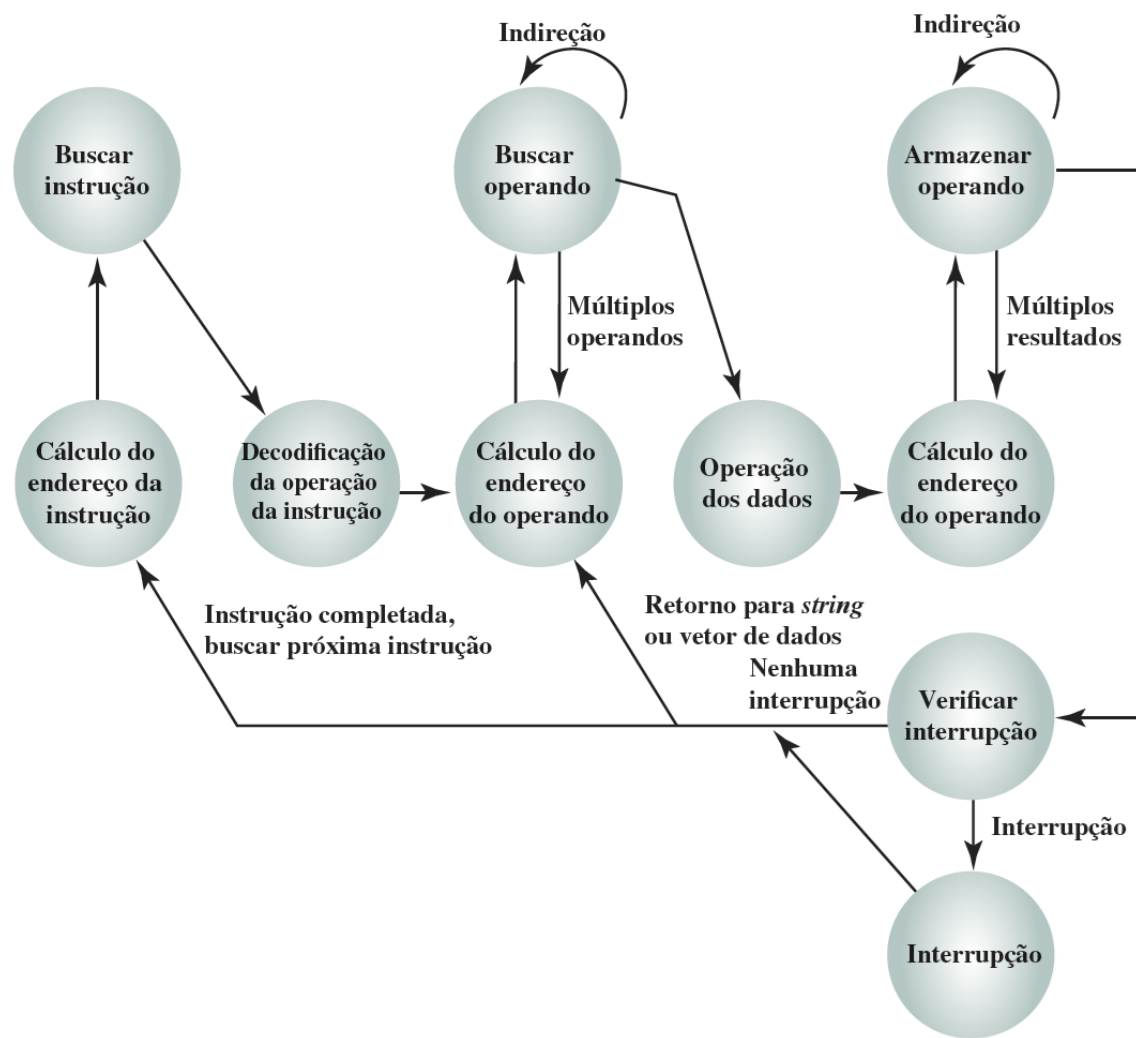 Indireção
Indireção
Buscar
instrução
Buscar
operando
Armazenar
operando
Múltiplos
operandos
Múltiplos
resultados
Cálculo do
endereço da
instrução
Decodificação
da operação
da instrução
Cálculo do
endereço
do operando
Operação
dos dados
Cálculo do
endereço
do operando
Instrução completada,
buscar próxima instrução
Retorno para string
ou vetor de dados
Nenhuma
interrupção
Verificar
interrupção
Interrupção
Interrupção